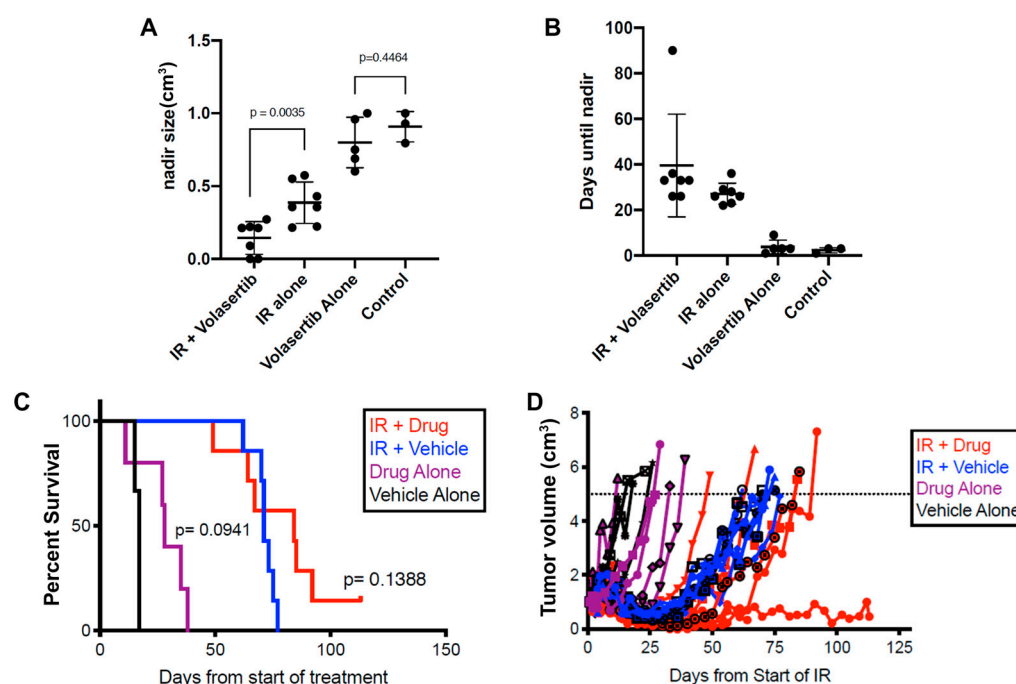 A
nadir size(cm³)
1.5
1.0
0.5
0.0
p = 0.0035
p=0.4464
IR + Volasertib
IR alone
Volasertib Alone
Control
B
Days until nadir
100
80
60
40
20
0
IR + Volasertib
IR alone
Volasertib Alone
Control
C
Percent Survival
100
50
0
IR + Drug
IR + Vehicle
Drug Alone
Vehicle Alone
p= 0.0941
p= 0.1388
0 50 100 150
Days from start of treatment
D
Tumor volume (cm³)
8
6
4
2
0
IR + Drug
IR + Vehicle
Drug Alone
Vehicle Alone
0 25 50 75 100 125
Days from Start of IR